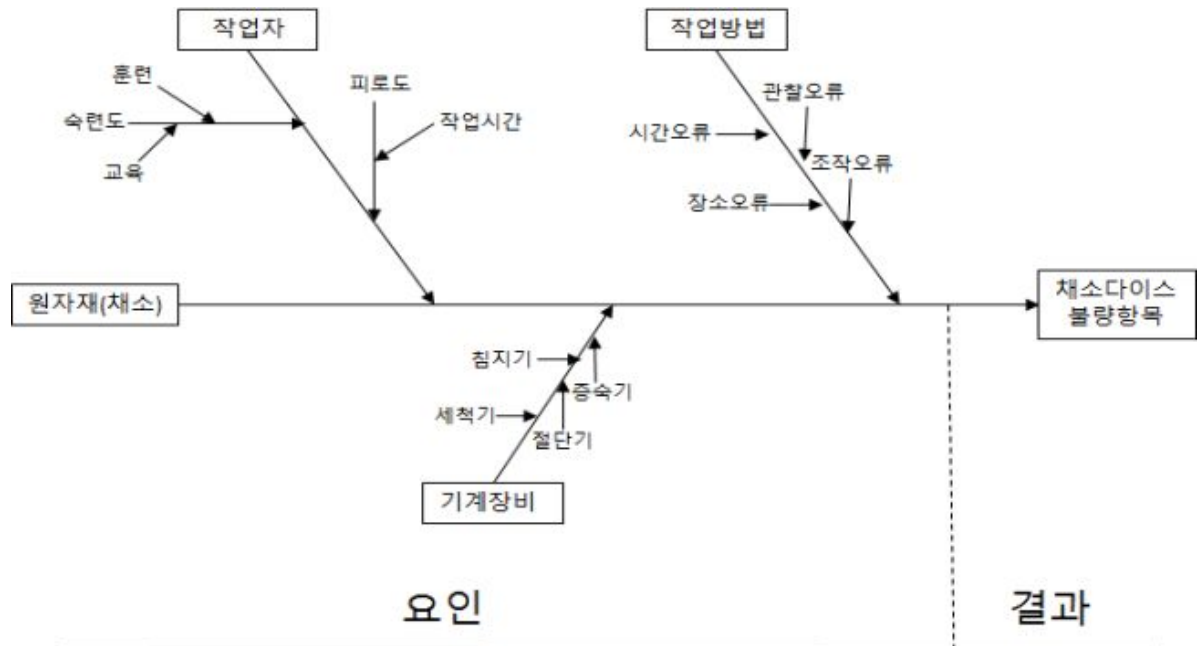 작업자
작업방법
훈련
피로도
관찰오류
숙련도
작업시간
시간오류
교육
조작오류
장소오류
원자재(채소)
채소다이스
불량항목
침지기
증숙기
세척기
절단기
기계장비
요인
결과